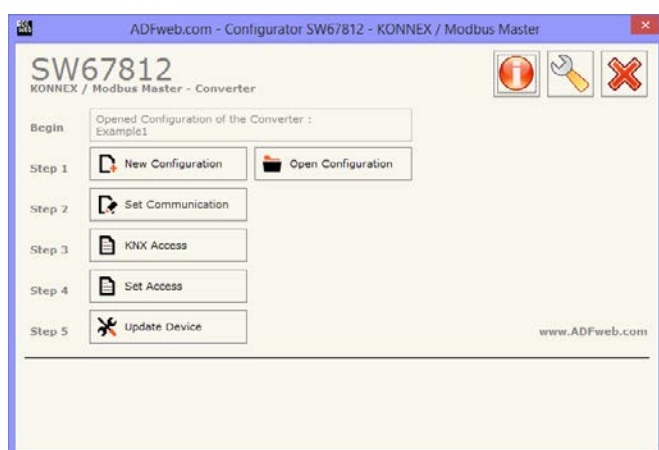 ADFweb.com - Configurator SW67812 - KONNEX / Modbus Master
SW67812
KONNEX / Modbus Master - Converter
Begin
Opened Configuration of the Converter :
Example1
Step 1
New Configuration
Open Configuration
Step 2
Set Communication
Step 3
KNX Access
Step 4
Set Access
Step 5
Update Device
www.ADFweb.com